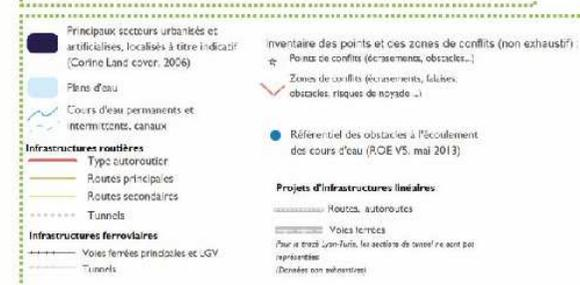 Principaux secteurs urbanisés et
artificialisés, localisés à titre indicatif
(Corine Land cover, 2006)
Plans d'eau
Cours d'eau permanents et
intermittents, canaux
Infrastructures routières
Type autoroutier
Routes principales
Routes secondaires
Tunnels
Infrastructures ferroviaires
Voies ferrées principales et LGV
Tunnels
Inventaire des points et des zones de conflits (non exhaustif) :
Points de conflits (écrasements, obstacles...)
Zones de conflits (écrasements, falaises,
obstacles, risques de noyade ...)
Référentiel des obstacles à l'écoulement
des cours d'eau (ROE V5, mai 2013)
Projets d'infrastructures linéaires
Routes, autoroutes
Voies ferrées
Pour le tracé Lyon-Turin, les sections de tunnel ne sont pas
représentées
(Données non exhaustives)